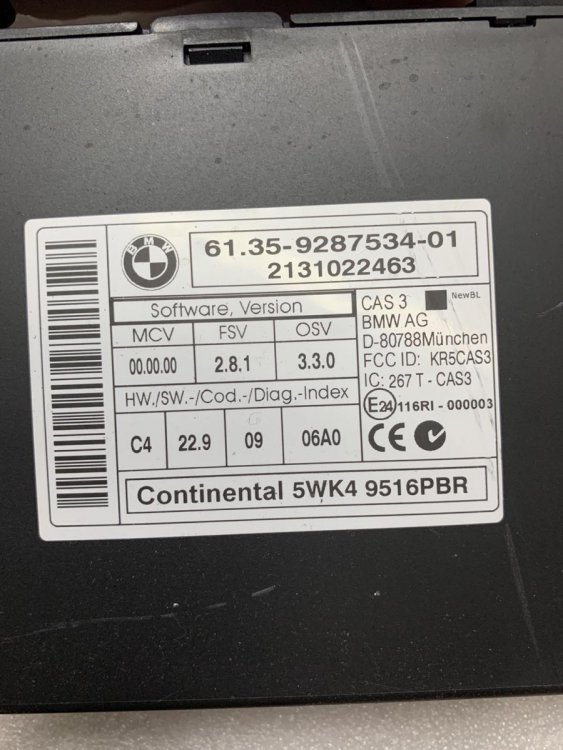 BMW
61.35-9287534-01
2131022463
Software, Version
MCV FSV OSV
00.00.00 2.8.1 3.3.0
HW./SW.-/Cod.-/Diag.-Index
C4 22.9 09 06A0
CAS 3 NewBL
BMW AG
D-80788München
FCC ID: KR5CAS3
IC: 267 T - CAS3
E24 116RI - 000003
CE
Continental 5WK4 9516PBR